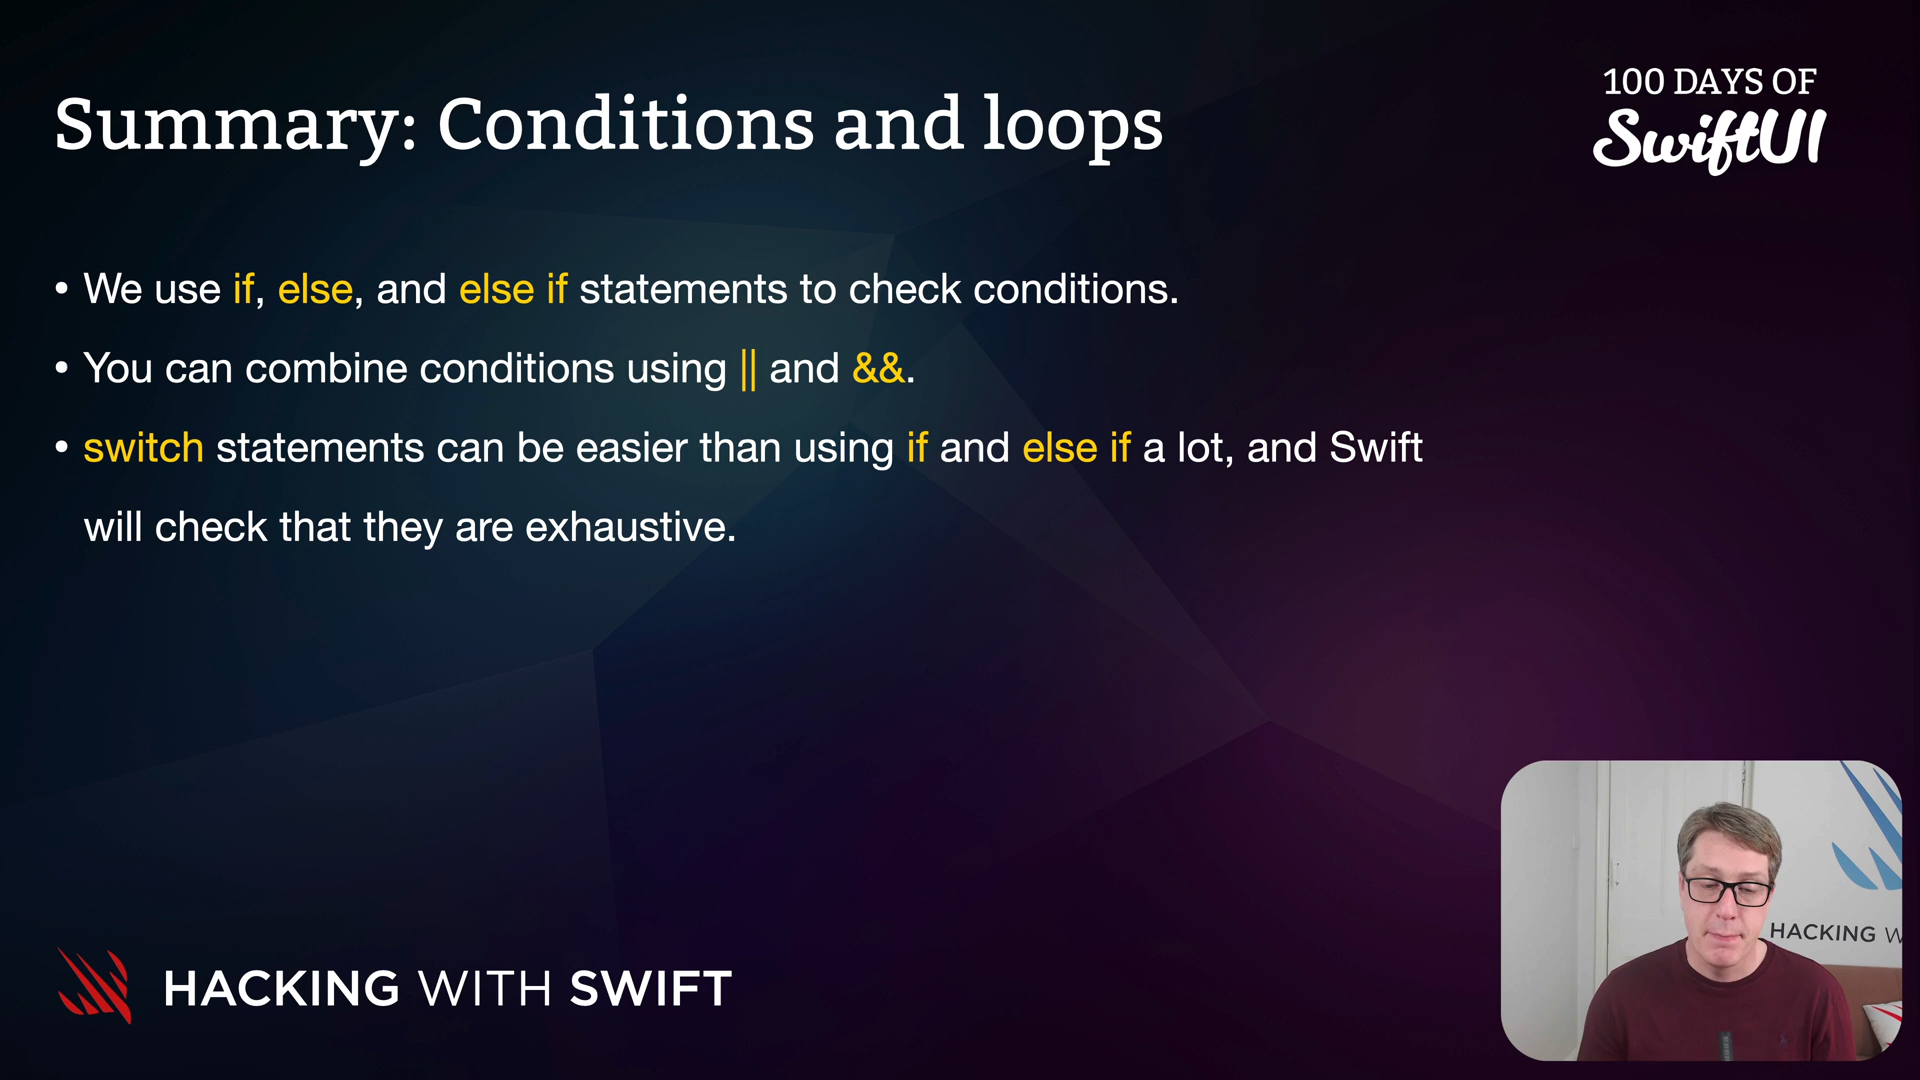 Summary: Conditions and loops
100 DAYS OF
SwiftUI
• We use if, else, and else if statements to check conditions.
• You can combine conditions using || and &&.
• switch statements can be easier than using if and else if a lot, and Swift
will check that they are exhaustive.
HACKING WITH SWIFT
HACKING W